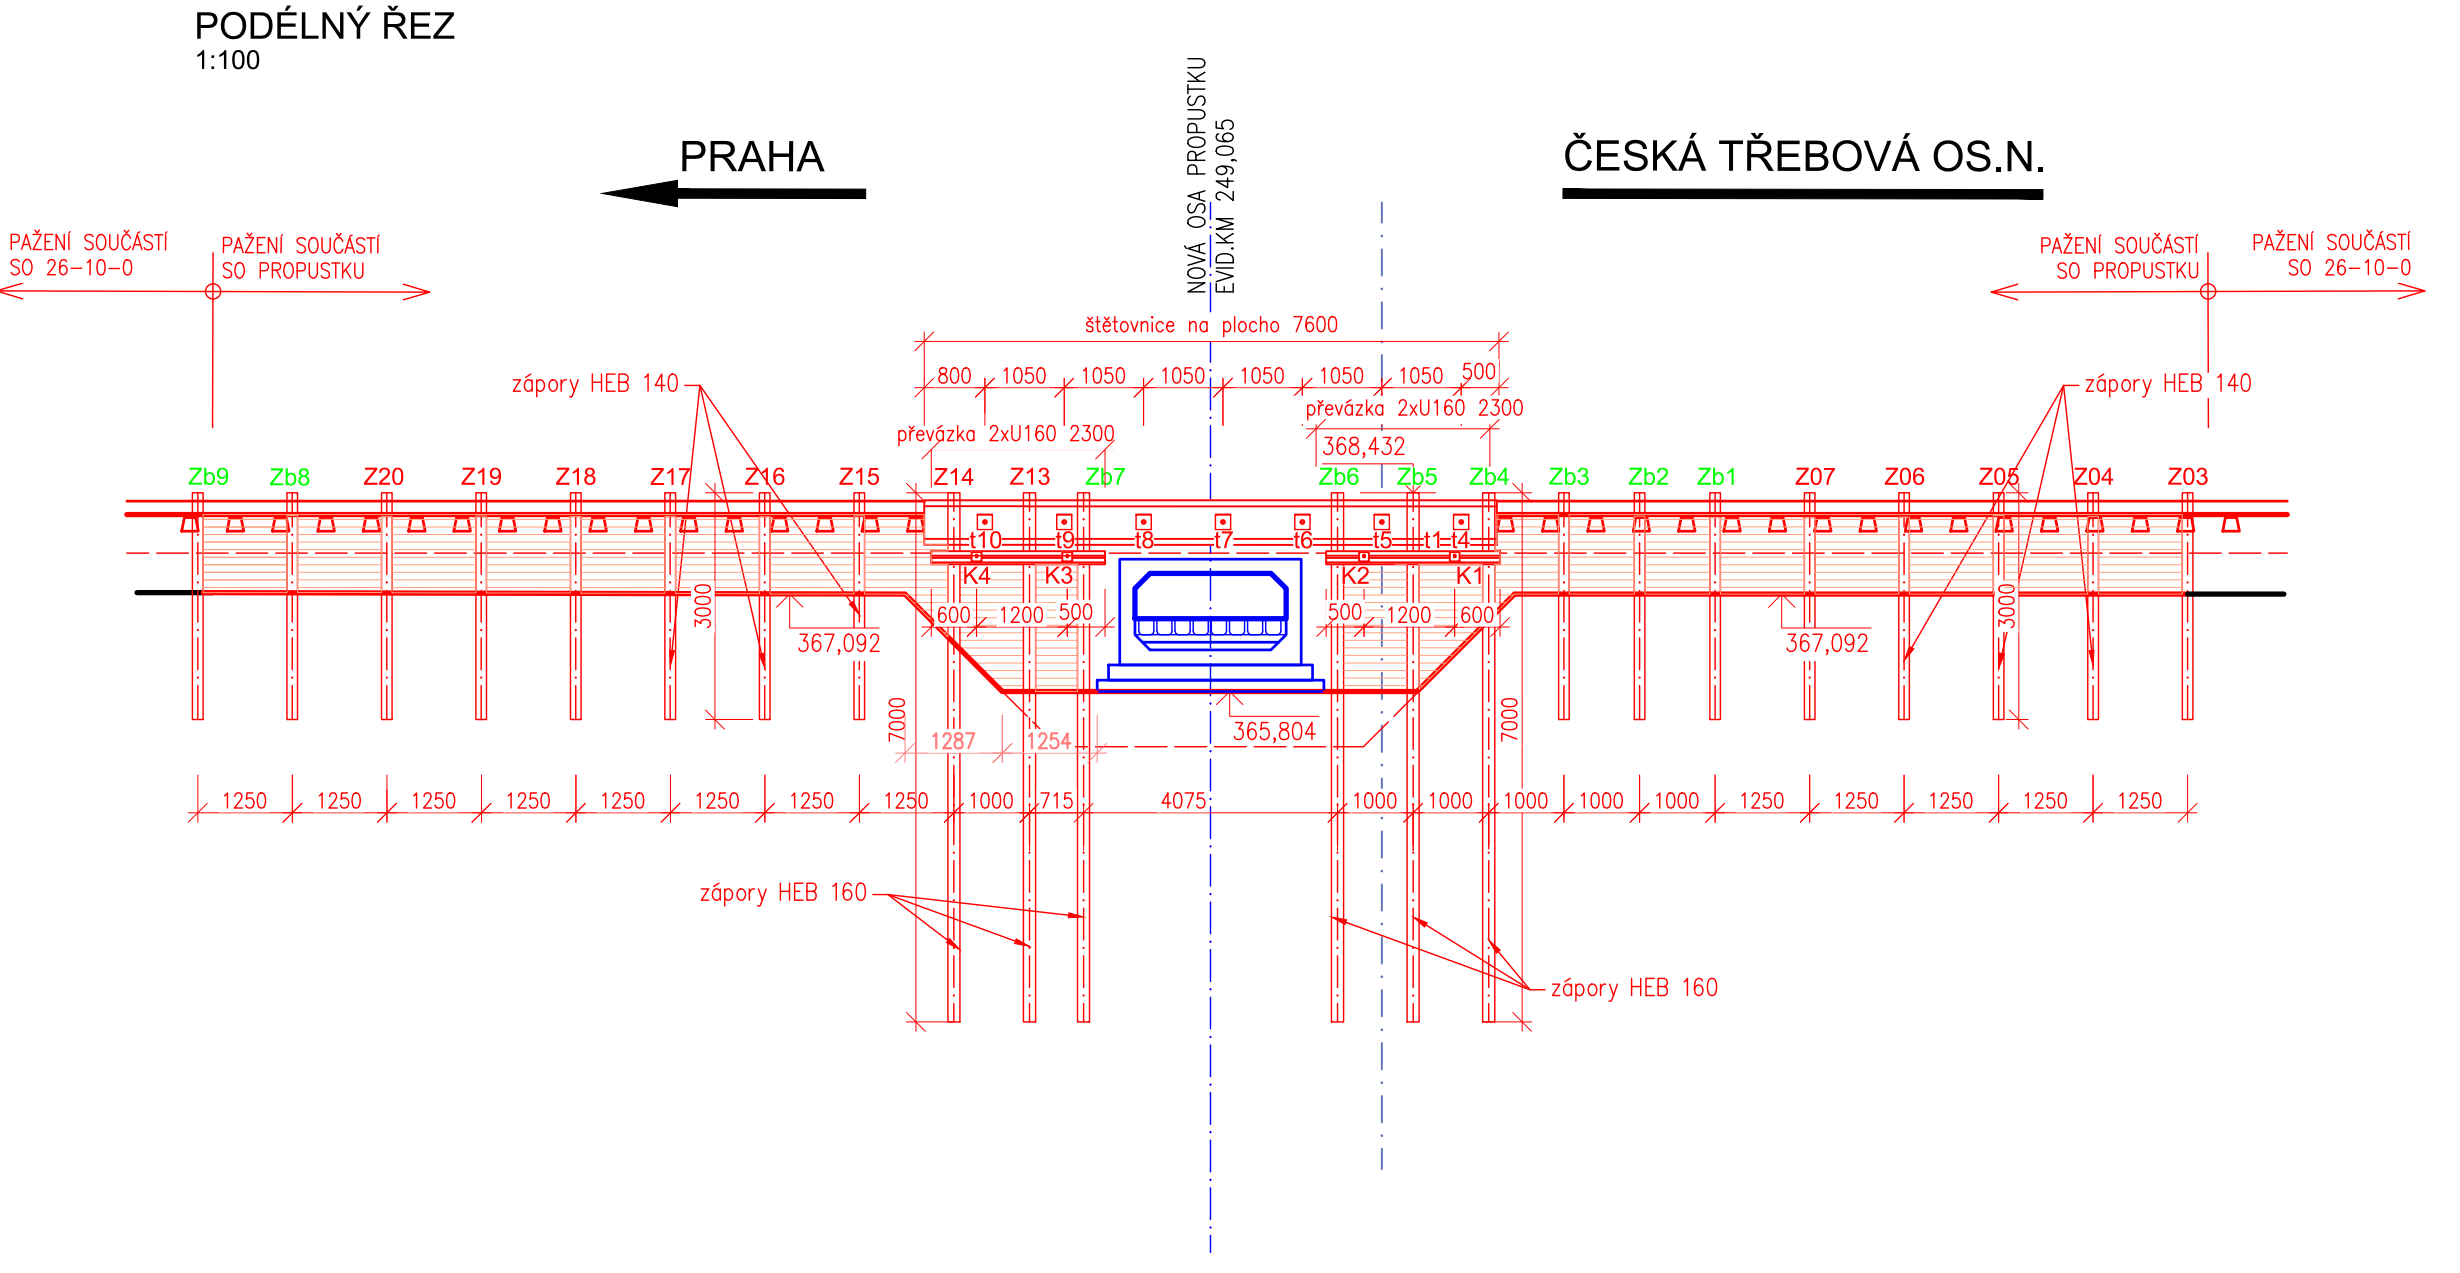 PODÉLNÝ ŘEZ
1:100
NOVÁ OSA PROPUSTKU
EVID.KM 249,065
PRAHA
ČESKÁ TŘEBOVÁ OS.N.
PAŽENÍ SOUČÁSTÍ
SO 26-10-0
PAŽENÍ SOUČÁSTÍ
SO PROPUSTKU
PAŽENÍ SOUČÁSTÍ
SO PROPUSTKU
PAŽENÍ SOUČÁSTÍ
SO 26-10-0
štětovnice na plocho 7600
800 1050 1050 1050 1050 1050 1050 500
zápory HEB 140
zápory HEB 140
převázka 2xU160 2300
převázka 2xU160 2300
368,432
Zb9 Zb8 Z20 Z19 Z18 Z17 Z16 Z15 Z14 Z13 Zb7 Zb6 Zb5 Zb4 Zb3 Zb2 Zb1 Z07 Z06 Z05 Z04 Z03
t10 t9 t8 t7 t6 t5 t1 t4
K4 K3 K2 K1
600 1200 500 500 1200 600
3000
3000
367,092
367,092
7000
7000
365,804
1287 1254
1250 1250 1250 1250 1250 1250 1250 1250 1000 715 4075 1000 1000 1000 1000 1000 1250 1250 1250 1250 1250
zápory HEB 160
zápory HEB 160